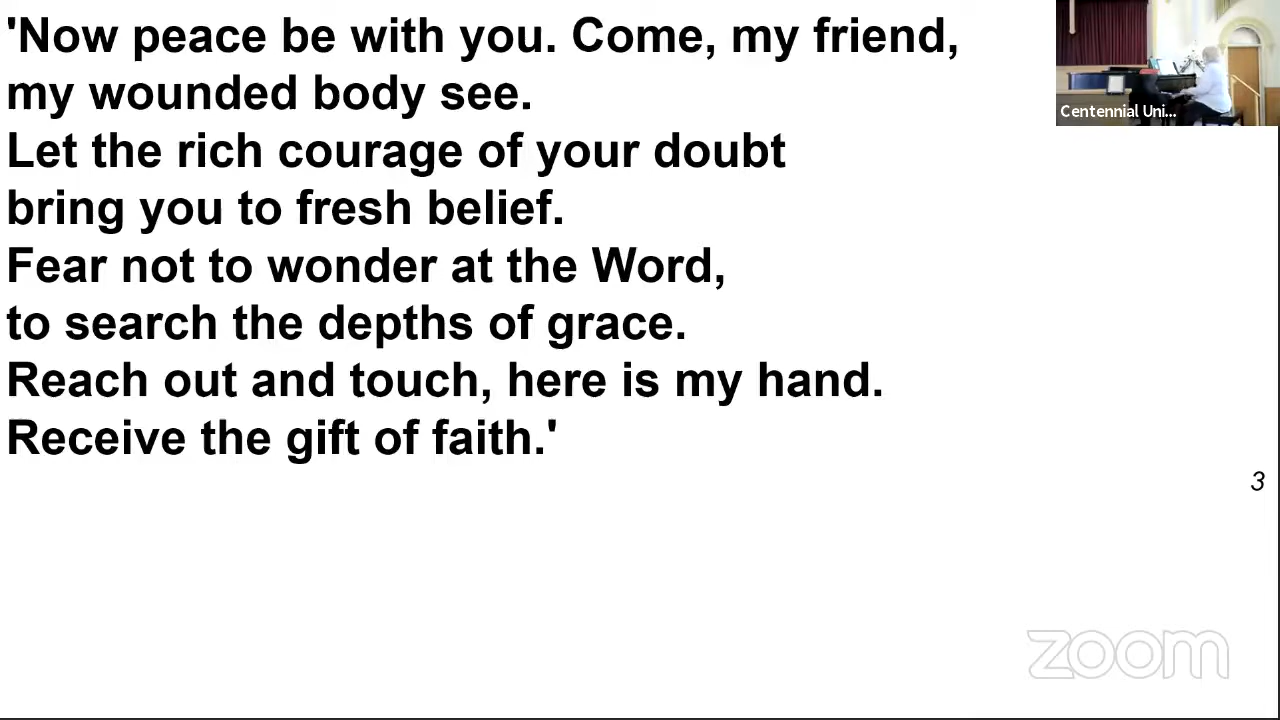 'Now peace be with you. Come, my friend,
my wounded body see.
Let the rich courage of your doubt
bring you to fresh belief.
Fear not to wonder at the Word,
to search the depths of grace.
Reach out and touch, here is my hand.
Receive the gift of faith.'
3
Centennial Uni...
zoom